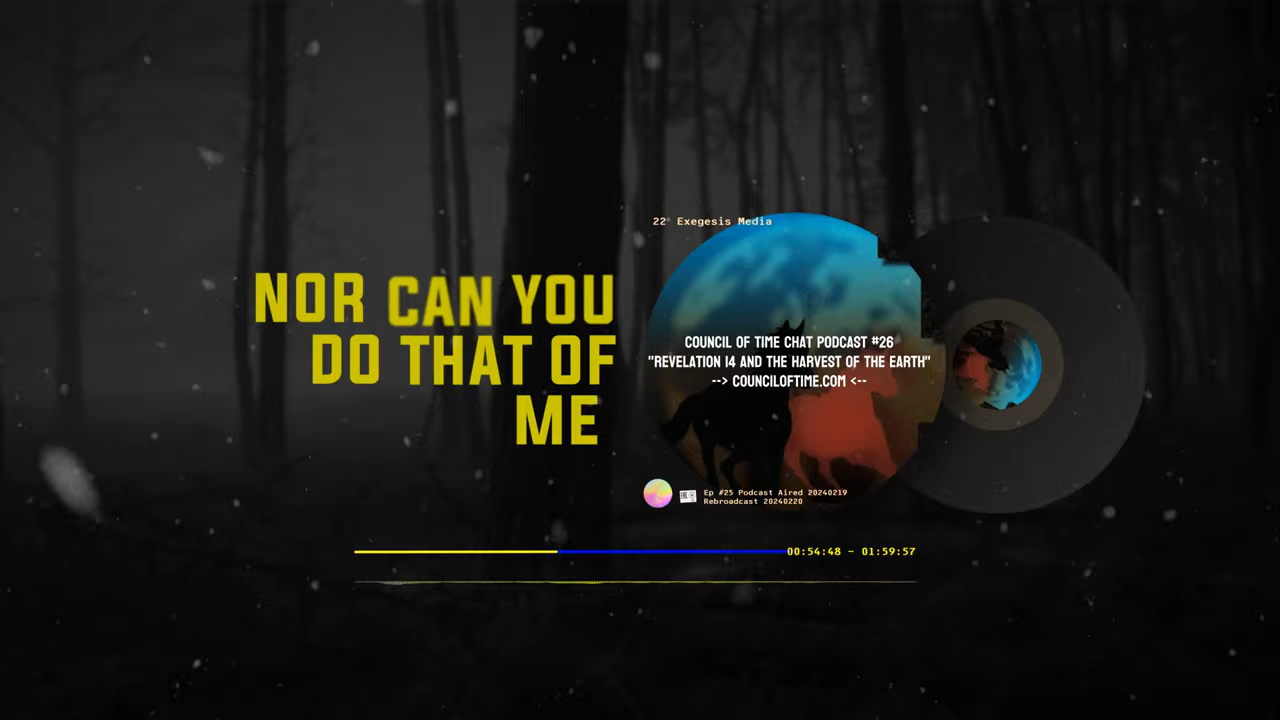 22° Exegesis Media
NOR CAN YOU
DO THAT OF
ME
COUNCIL OF TIME CHAT PODCAST #26
"REVELATION 14 AND THE HARVEST OF THE EARTH"
--> COUNCILOFTIME.COM <--
Ep #25 Podcast Aired 20240219
Rebroadcast 20240220
00:54:48 - 01:59:57